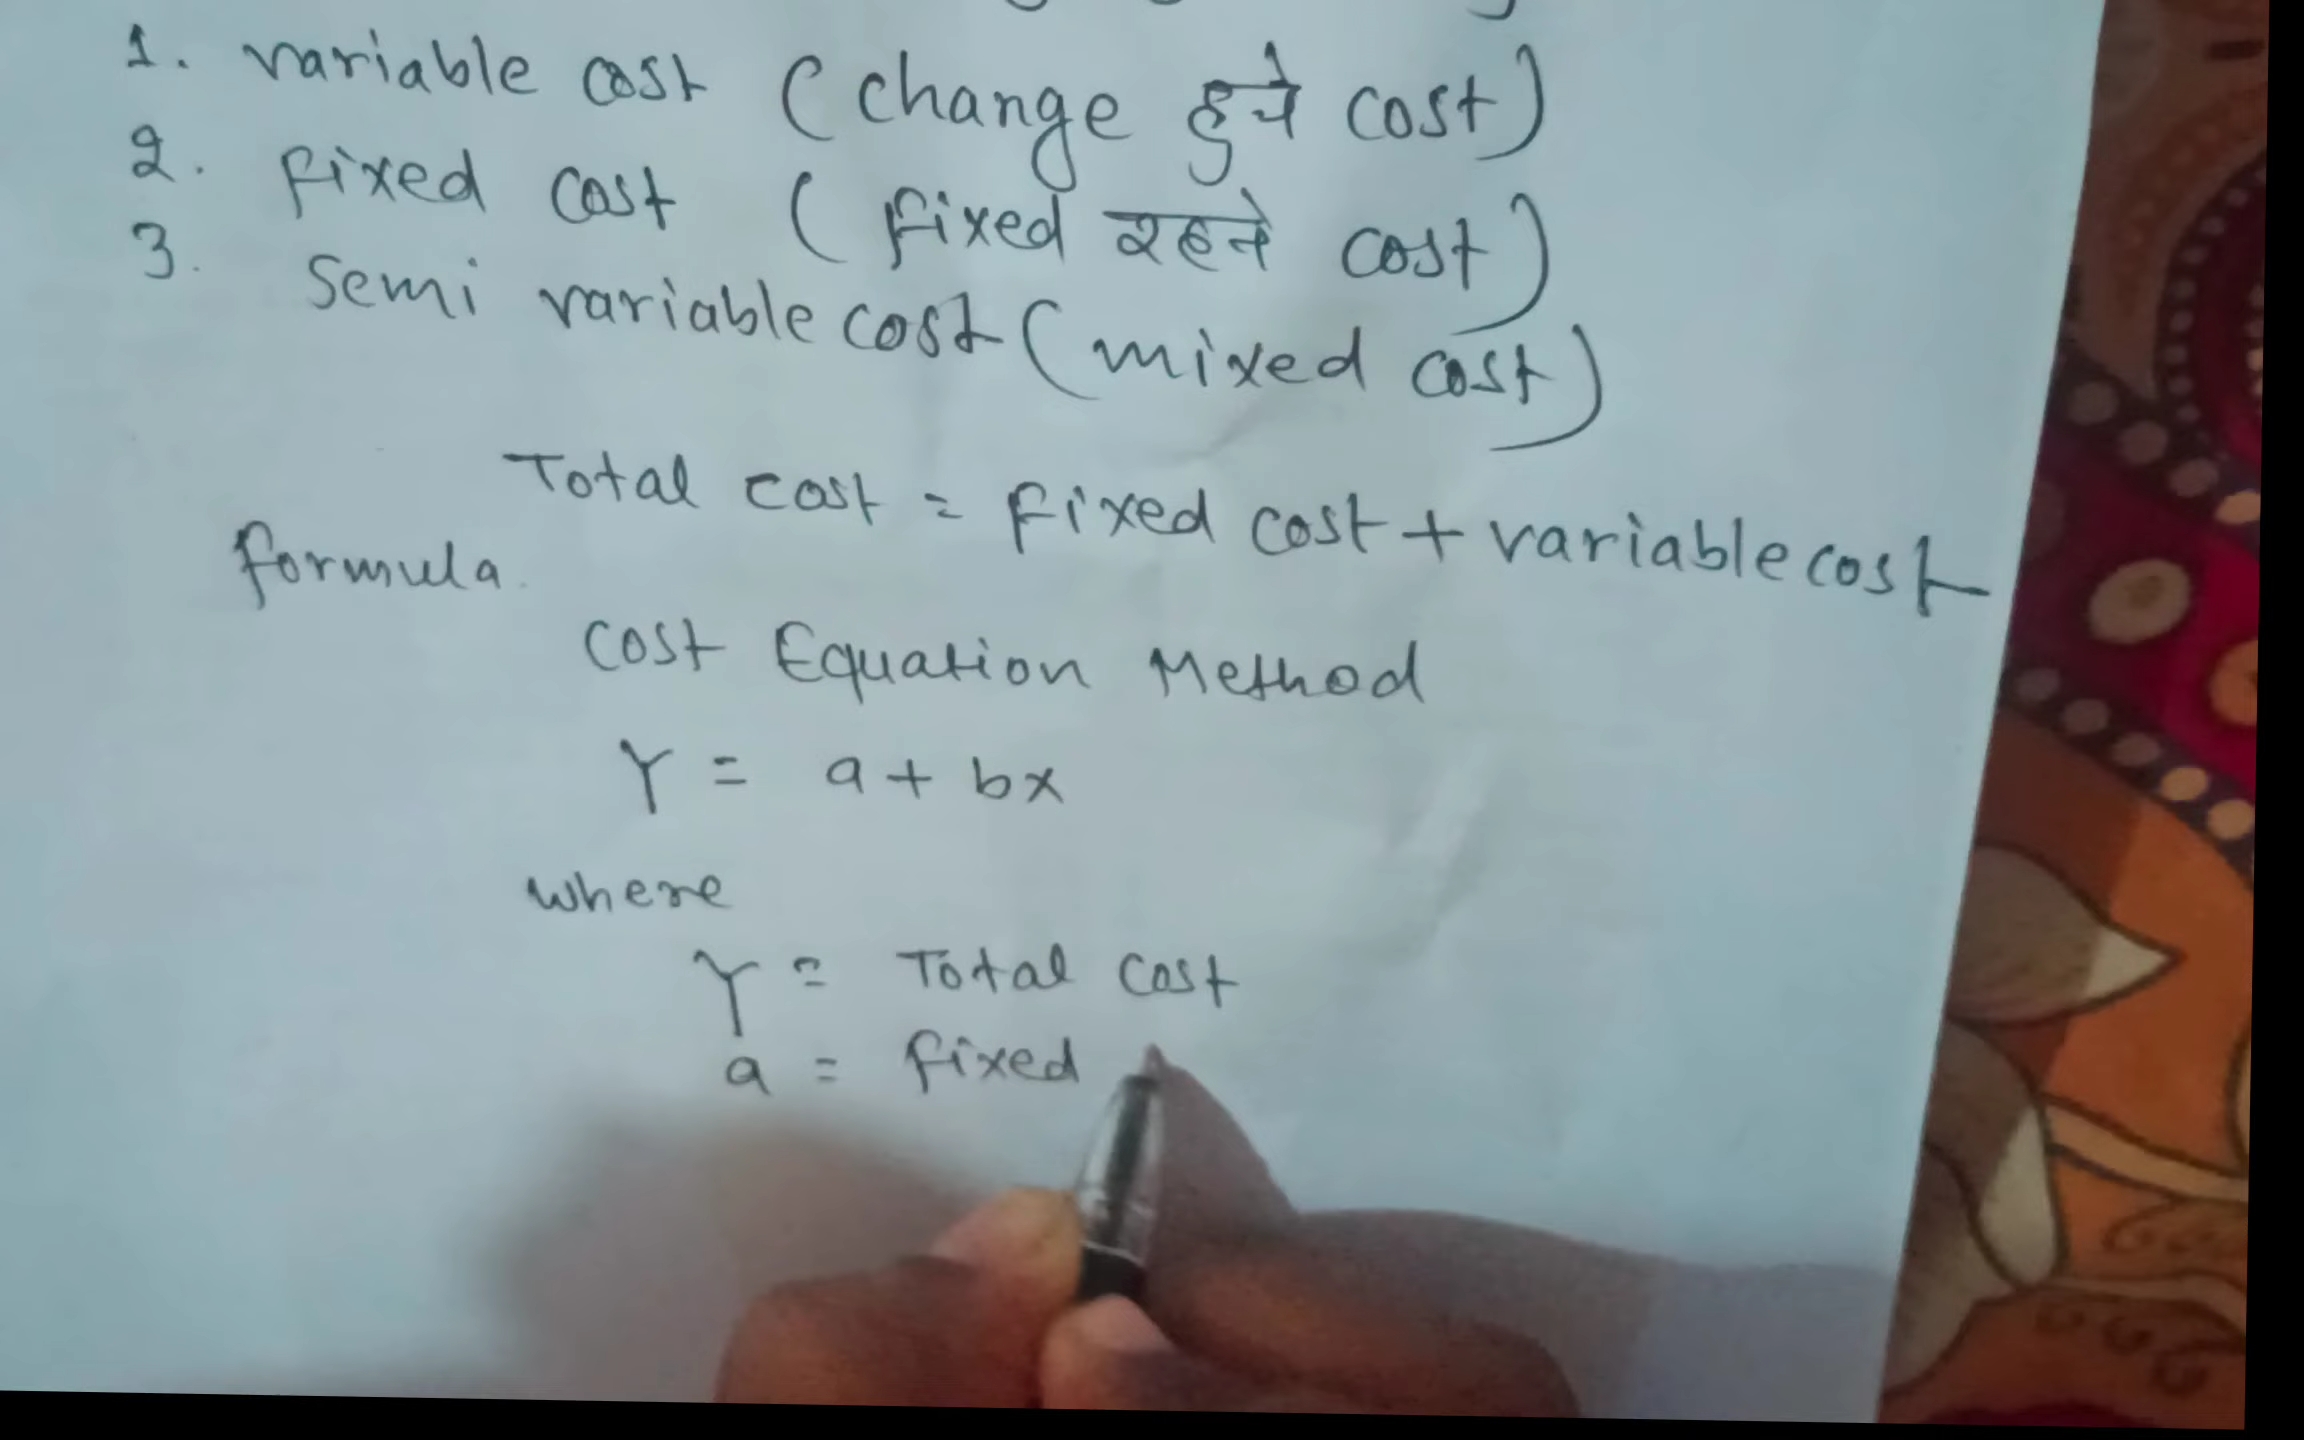 1. variable cost (change हुने cost)
2. fixed cost (fixed रहने cost)
3. Semi variable cost (mixed cost)
Total cost = fixed cost + variable cost
formula
cost Equation Method
Y = a + bx
where
Y = Total cost
a = fixed